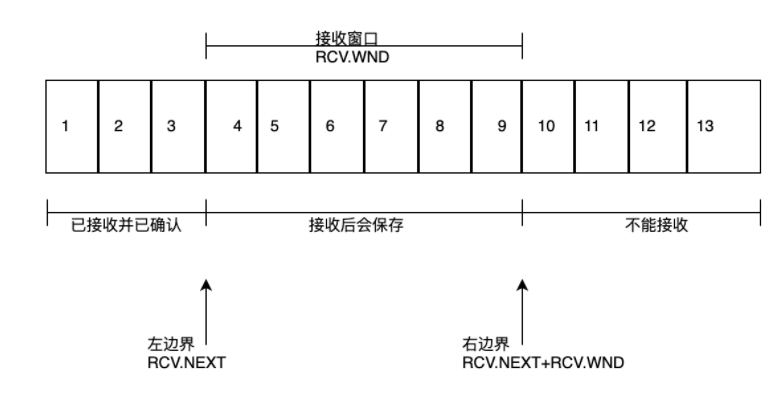 接收窗口
RCV.WND
1 2 3 4 5 6 7 8 9 10 11 12 13
已接收并已确认 接收后会保存 不能接收
左边界 右边界
RCV.NEXT RCV.NEXT+RCV.WND